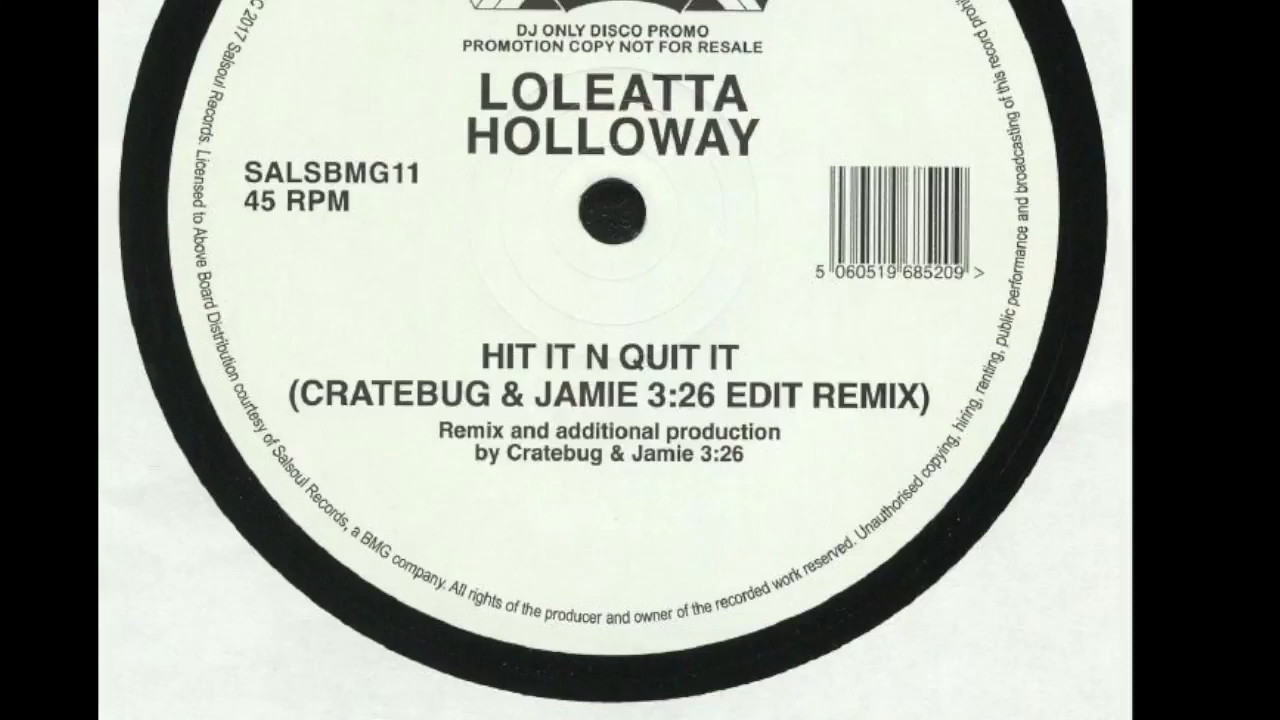 DJ ONLY DISCO PROMO
PROMOTION COPY NOT FOR RESALE
LOLEATTA
HOLLOWAY
SALSBMG11
45 RPM
5 060519 685209 >
HIT IT N QUIT IT
(CRATEBUG & JAMIE 3:26 EDIT REMIX)
Remix and additional production
by Cratebug & Jamie 3:26
2017 Salsoul Records. Licensed to Above Board Distribution courtesy of Salsoul Records, a BMG company. All rights of the producer and owner of the recorded work reserved. Unauthorised copying, hiring, renting, public performance and broadcasting of this record